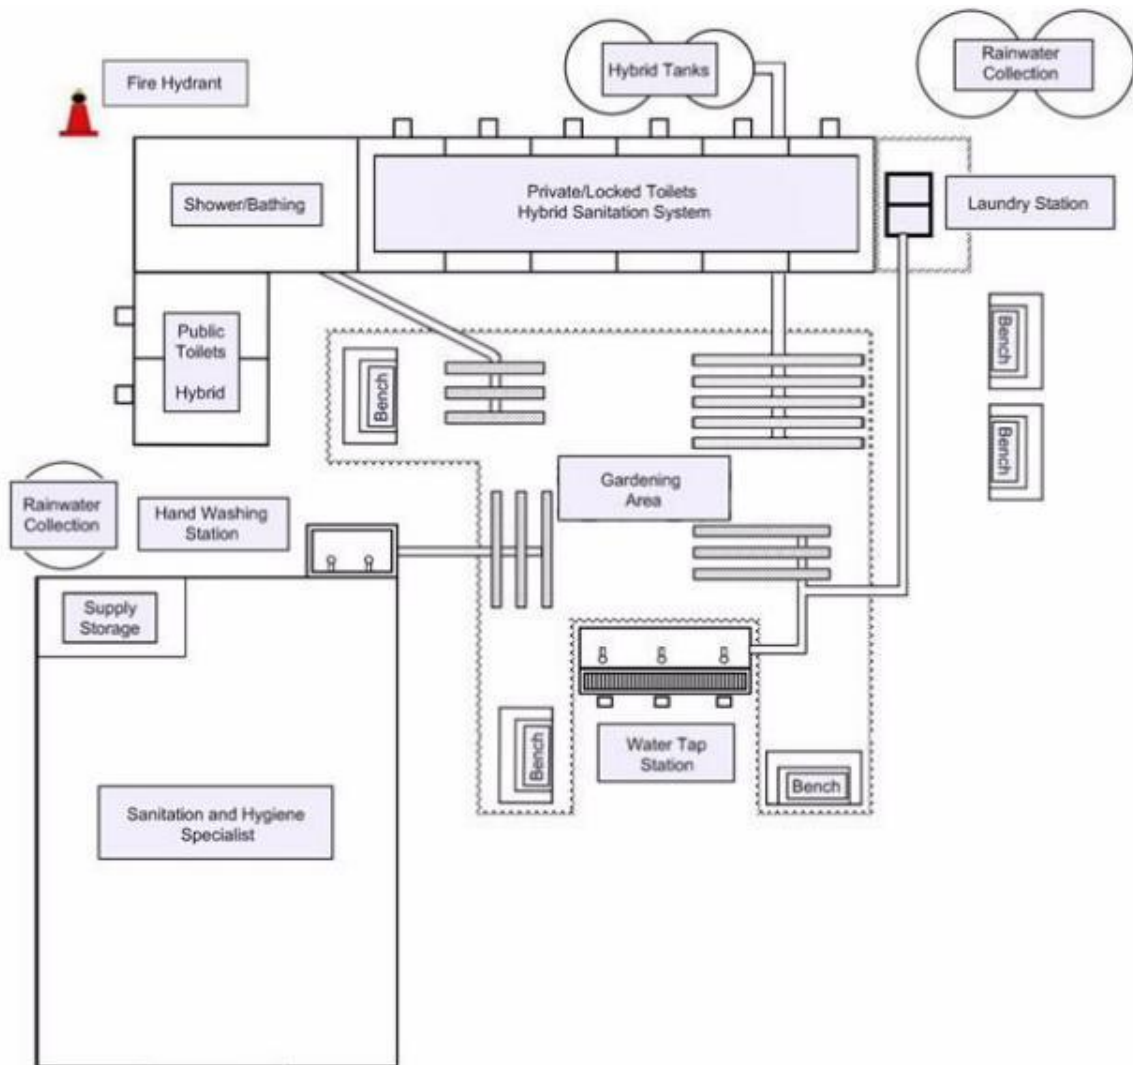 Fire Hydrant
Hybrid Tanks
Rainwater
Collection
Shower/Bathing
Private/Locked Toilets
Hybrid Sanitation System
Laundry Station
Public
Toilets
Hybrid
Bench
Bench
Bench
Rainwater
Collection
Hand Washing
Station
Gardening
Area
Supply
Storage
Bench
Water Tap
Station
Bench
Sanitation and Hygiene
Specialist